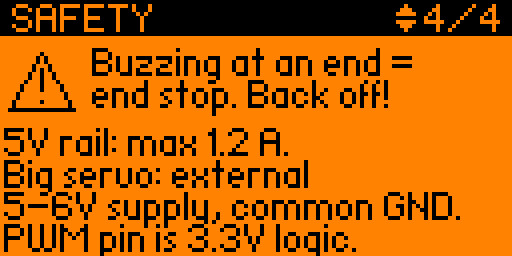 SAFETY 4/4
Buzzing at an end =
end stop. Back off!
5V rail: max 1.2 A.
Big servo: external
5-6V supply, common GND.
PWM pin is 3.3V logic.